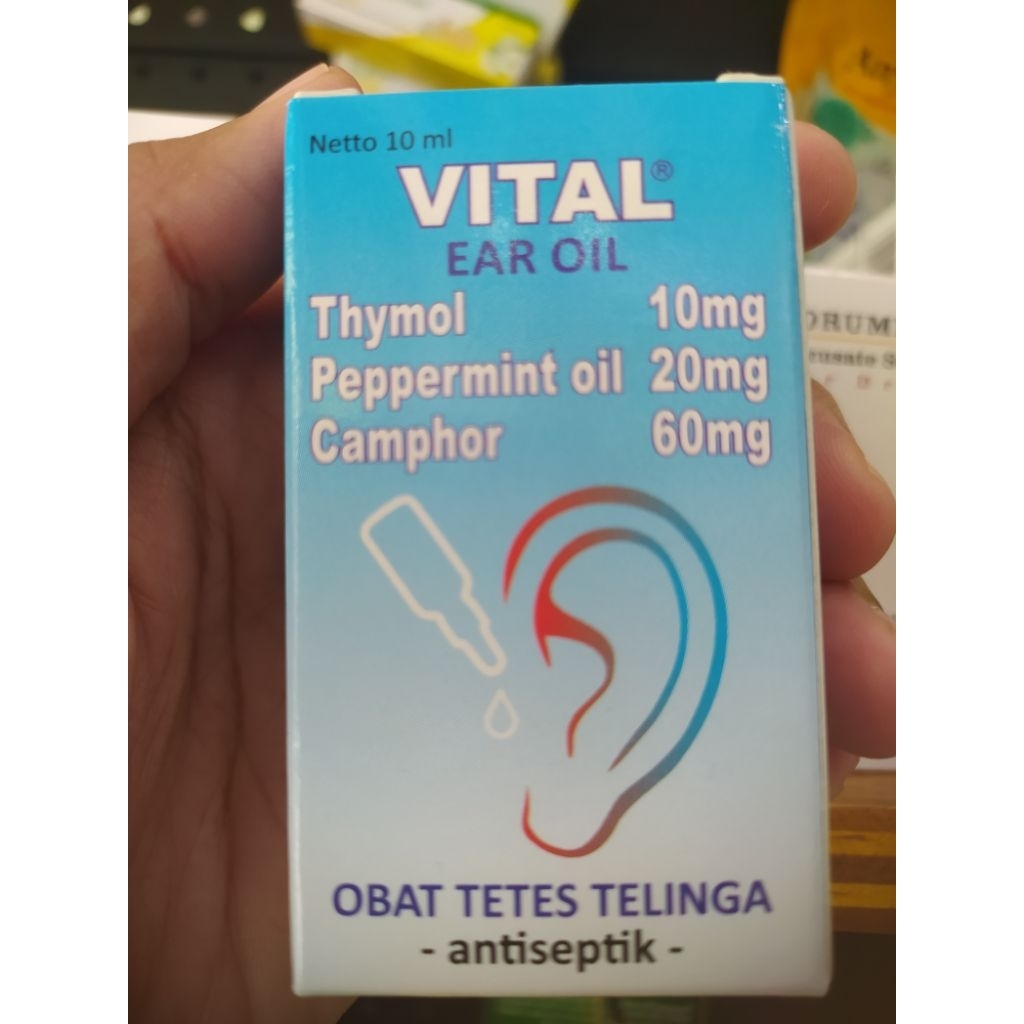 Netto 10 ml
VITAL®
EAR OIL
Thymol 10mg
Peppermint oil 20mg
Camphor 60mg
OBAT TETES TELINGA
- antiseptik -